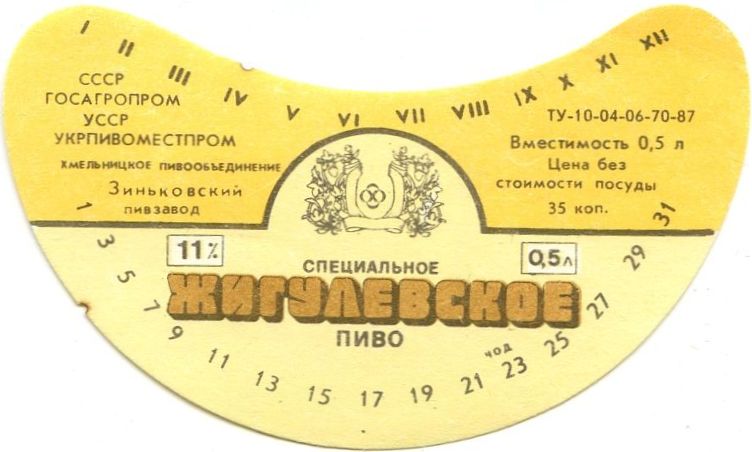 I II III IV V VI VII VIII IX X XI XII
СССР
ГОСАГРОПРОМ
УССР
УКРПИВОМЕСТПРОМ
ХМЕЛЬНИЦКОЕ ПИВООБЪЕДИНЕНИЕ
Зиньковский
ПИВЗАВОД
ТУ-10-04-06-70-87
Вместимость 0,5 л
Цена без
стоимости посуды
35 коп.
11%
СПЕЦИАЛЬНОЕ
0,5л
ЖИГУЛЕВСКОЕ
ПИВО
чод
1 3 5 7 9 11 13 15 17 19 21 23 25 27 29 31